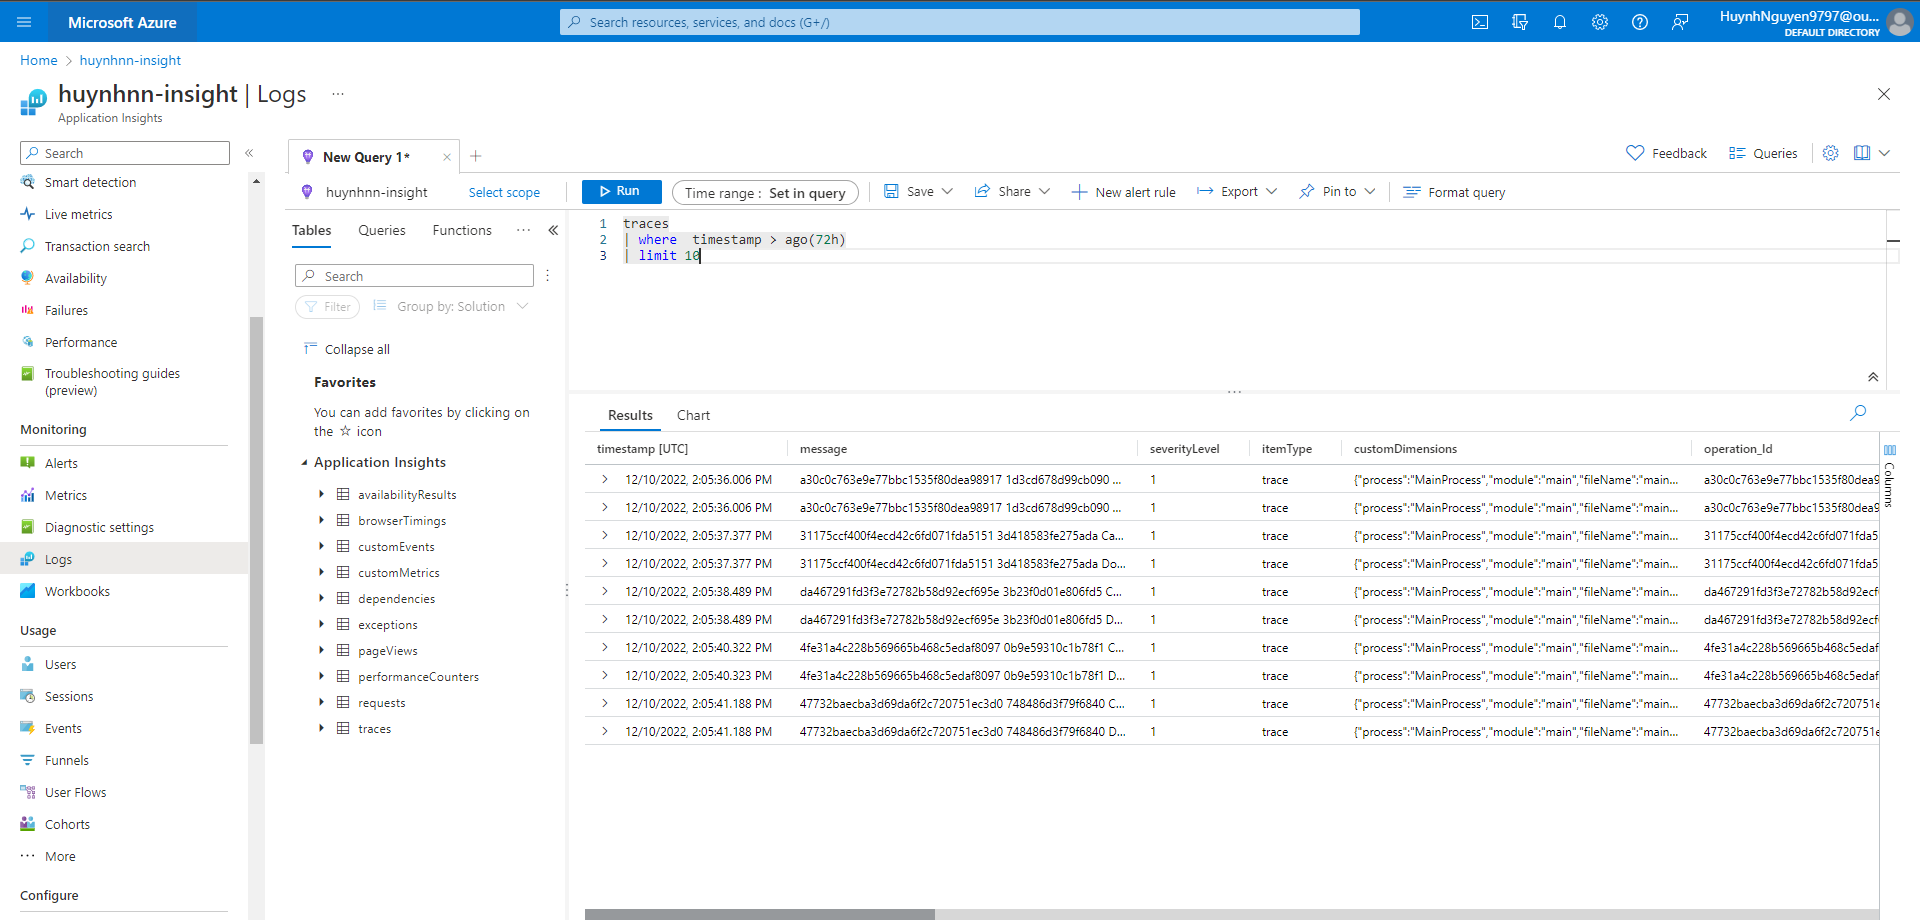 Microsoft Azure
Search resources, services, and docs (G+/)
HuynhNguyen9797@ou...
DEFAULT DIRECTORY
Home > huynhnn-insight
huynhnn-insight | Logs ...
Application Insights
Search
Smart detection
Live metrics
Transaction search
Availability
Failures
Performance
Troubleshooting guides
(preview)
Monitoring
Alerts
Metrics
Diagnostic settings
Logs
Workbooks
Usage
Users
Sessions
Events
Funnels
User Flows
Cohorts
More
Configure
New Query 1*
Feedback Queries
huynhnn-insight Select scope
Run Time range : Set in query Save Share New alert rule Export Pin to Format query
Tables Queries Functions
Search
Filter Group by: Solution
Collapse all
Favorites
You can add favorites by clicking on
the ☆ icon
Application Insights
availabilityResults
browserTimings
customEvents
customMetrics
dependencies
exceptions
pageViews
performanceCounters
requests
traces
1 traces
2 | where  timestamp > ago(72h)
3 | limit 10
Results Chart
timestamp [UTC] message severityLevel itemType customDimensions operation_Id
12/10/2022, 2:05:36.006 PM a30c0c763e9e77bbc1535f80dea98917 1d3cd678d99cb090 ... 1 trace {"process":"MainProcess","module":"main","fileName":"main... a30c0c763e9e77bbc1535f80dea9
12/10/2022, 2:05:36.006 PM a30c0c763e9e77bbc1535f80dea98917 1d3cd678d99cb090 ... 1 trace {"process":"MainProcess","module":"main","fileName":"main... a30c0c763e9e77bbc1535f80dea9
12/10/2022, 2:05:37.377 PM 31175ccf400f4ecd42c6fd071fda5151 3d418583fe275ada Ca... 1 trace {"process":"MainProcess","module":"main","fileName":"main... 31175ccf400f4ecd42c6fd071fda5
12/10/2022, 2:05:37.377 PM 31175ccf400f4ecd42c6fd071fda5151 3d418583fe275ada Do... 1 trace {"process":"MainProcess","module":"main","fileName":"main... 31175ccf400f4ecd42c6fd071fda5
12/10/2022, 2:05:38.489 PM da467291fd3f3e72782b58d92ecf695e 3b23f0d01e806fd5 C... 1 trace {"process":"MainProcess","module":"main","fileName":"main... da467291fd3f3e72782b58d92ecf
12/10/2022, 2:05:38.489 PM da467291fd3f3e72782b58d92ecf695e 3b23f0d01e806fd5 D... 1 trace {"process":"MainProcess","module":"main","fileName":"main... da467291fd3f3e72782b58d92ecf
12/10/2022, 2:05:40.322 PM 4fe31a4c228b569665b468c5edaf8097 0b9e59310c1b78f1 C... 1 trace {"process":"MainProcess","module":"main","fileName":"main... 4fe31a4c228b569665b468c5edaf
12/10/2022, 2:05:40.323 PM 4fe31a4c228b569665b468c5edaf8097 0b9e59310c1b78f1 D... 1 trace {"process":"MainProcess","module":"main","fileName":"main... 4fe31a4c228b569665b468c5edaf
12/10/2022, 2:05:41.188 PM 47732baecba3d69da6f2c720751ec3d0 748486d3f79f6840 C... 1 trace {"process":"MainProcess","module":"main","fileName":"main... 47732baecba3d69da6f2c720751e
12/10/2022, 2:05:41.188 PM 47732baecba3d69da6f2c720751ec3d0 748486d3f79f6840 D... 1 trace {"process":"MainProcess","module":"main","fileName":"main... 47732baecba3d69da6f2c720751e
Columns